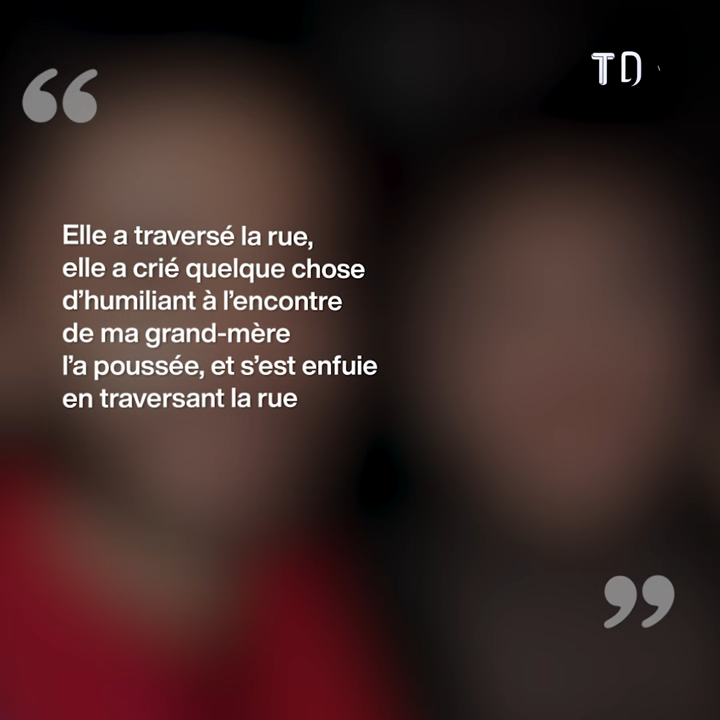 “
TD
Elle a traversé la rue,
elle a crié quelque chose
d’humiliant à l’encontre
de ma grand-mère
l’a poussée, et s’est enfuie
en traversant la rue
”